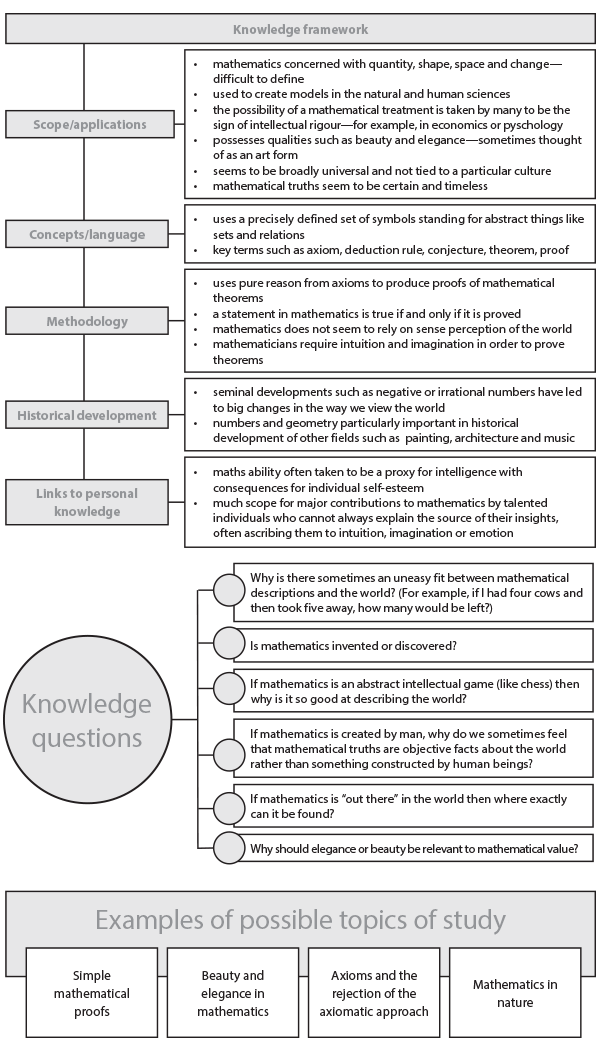 Knowledge framework
Scope/applications
• mathematics concerned with quantity, shape, space and change—
difficult to define
• used to create models in the natural and human sciences
• the possibility of a mathematical treatment is taken by many to be the
sign of intellectual rigour—for example, in economics or pyschology
• possesses qualities such as beauty and elegance—sometimes thought
of as an art form
• seems to be broadly universal and not tied to a particular culture
• mathematical truths seem to be certain and timeless
Concepts/language
• uses a precisely defined set of symbols standing for abstract things like
sets and relations
• key terms such as axiom, deduction rule, conjecture, theorem, proof
Methodology
• uses pure reason from axioms to produce proofs of mathematical
theorems
• a statement in mathematics is true if and only if it is proved
• mathematics does not seem to rely on sense perception of the world
• mathematicians require intuition and imagination in order to prove
theorems
Historical development
• seminal developments such as negative or irrational numbers have led
to big changes in the way we view the world
• numbers and geometry particularly important in historical
development of other fields such as painting, architecture and music
Links to personal
knowledge
• maths ability often taken to be a proxy for intelligence with
consequences for individual self-esteem
• much scope for major contributions to mathematics by talented
individuals who cannot always explain the source of their insights,
often ascribing them to intuition, imagination or emotion
Knowledge
questions
Why is there sometimes an uneasy fit between mathematical
descriptions and the world? (For example, if I had four cows and
then took five away, how many would be left?)
Is mathematics invented or discovered?
If mathematics is an abstract intellectual game (like chess) then
why is it so good at describing the world?
If mathematics is created by man, why do we sometimes feel
that mathematical truths are objective facts about the world
rather than something constructed by human beings?
If mathematics is “out there” in the world then where exactly
can it be found?
Why should elegance or beauty be relevant to mathematical value?
Examples of possible topics of study
Simple
mathematical
proofs
Beauty and
elegance in
mathematics
Axioms and the
rejection of the
axiomatic approach
Mathematics in
nature